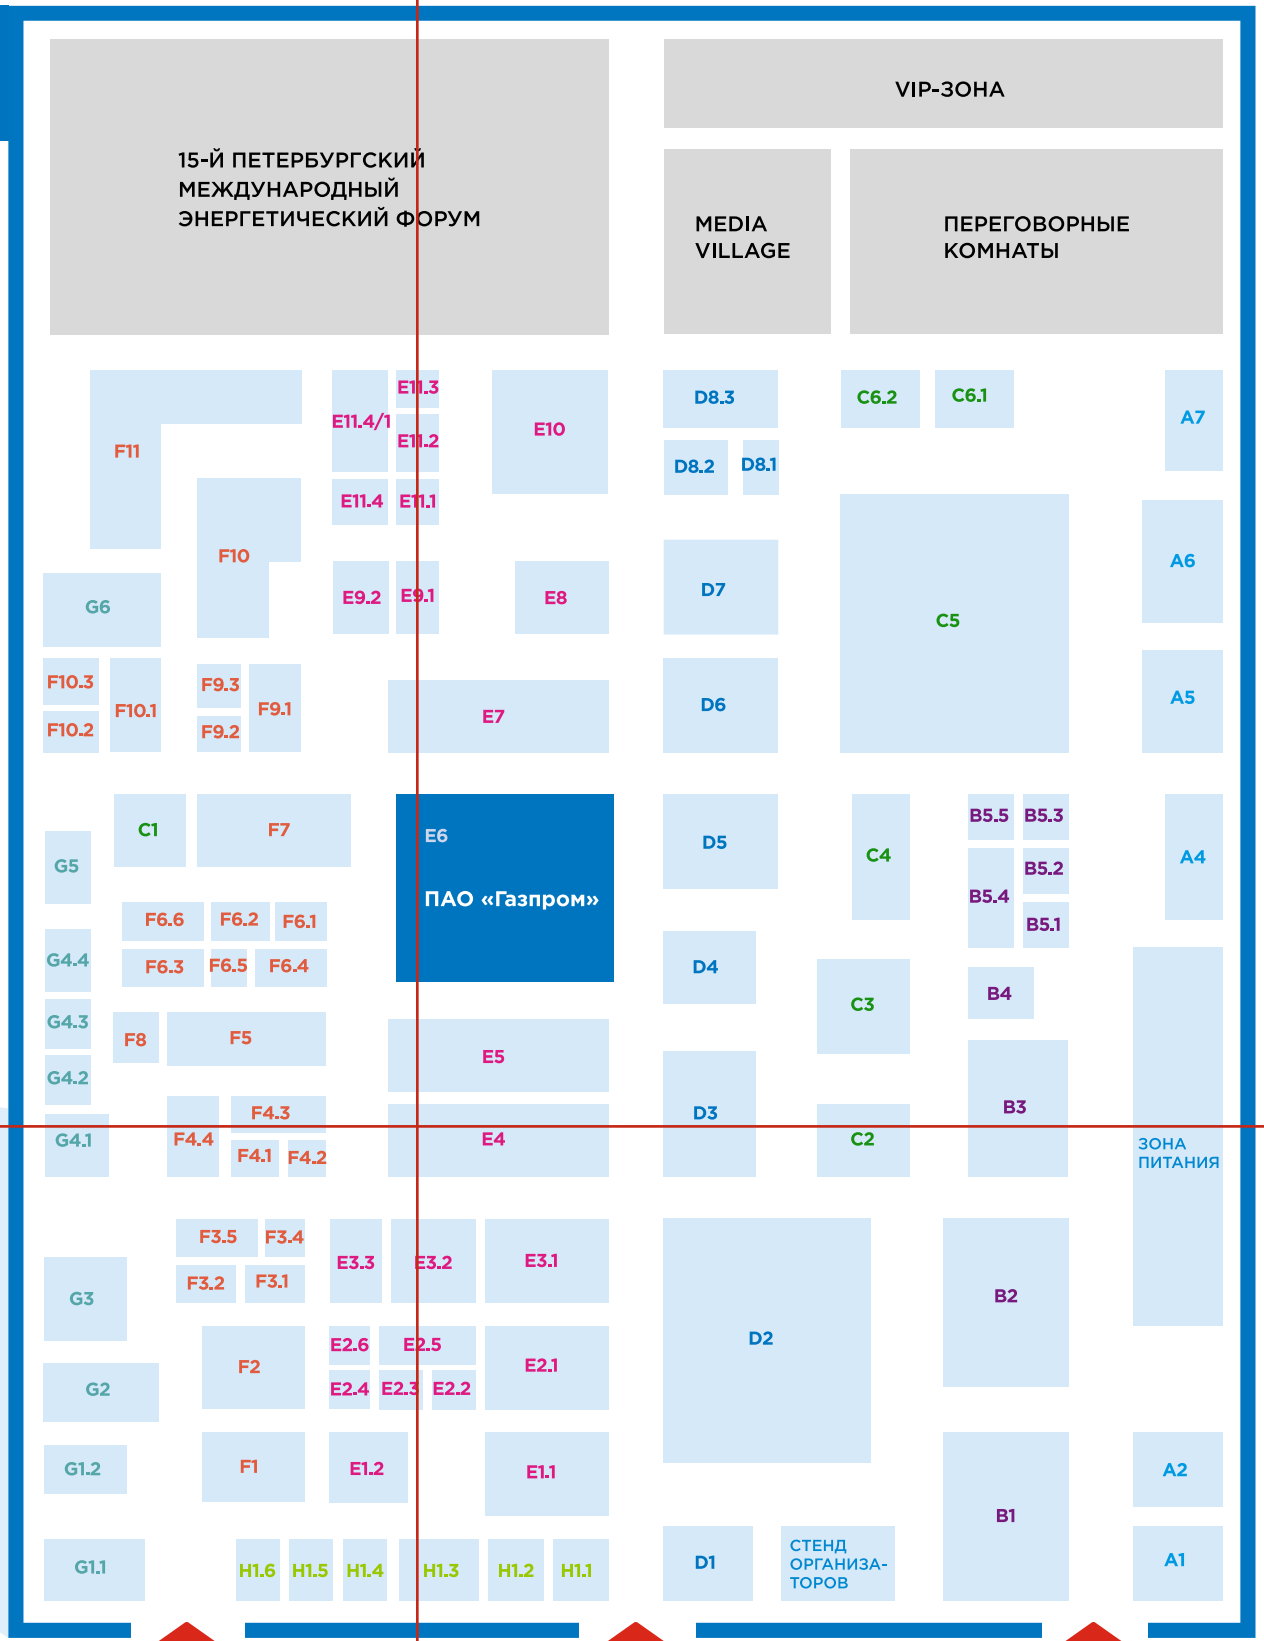 VIP-ЗОНА
15-Й ПЕТЕРБУРГСКИЙ
МЕЖДУНАРОДНЫЙ
ЭНЕРГЕТИЧЕСКИЙ ФОРУМ
MEDIA
VILLAGE
ПЕРЕГОВОРНЫЕ
КОМНАТЫ
F11
E11.4/1
E11.3
E11.2
E10
D8.3
C6.2
C6.1
A7
D8.2
D8.1
E11.4
E11.1
F10
G6
E9.2
E9.1
E8
D7
C5
A6
F10.3
F10.1
F10.2
F9.3
F9.1
F9.2
E7
D6
A5
C1
F7
E6
ПАО «Газпром»
D5
C4
B5.5
B5.3
B5.2
B5.4
B5.1
A4
G5
F6.6
F6.2
F6.1
G4.4
F6.3
F6.5
F6.4
D4
C3
B4
G4.3
F8
F5
E5
G4.2
G4.1
F4.4
F4.3
F4.1
F4.2
E4
D3
C2
B3
ЗОНА
ПИТАНИЯ
F3.5
F3.4
F3.2
F3.1
E3.3
E3.2
E3.1
G3
D2
B2
F2
E2.6
E2.5
E2.1
E2.4
E2.3
E2.2
G2
G1.2
F1
E1.2
E1.1
B1
A2
G1.1
H1.6
H1.5
H1.4
H1.3
H1.2
H1.1
D1
СТЕНД
ОРГАНИЗА-
ТОРОВ
A1